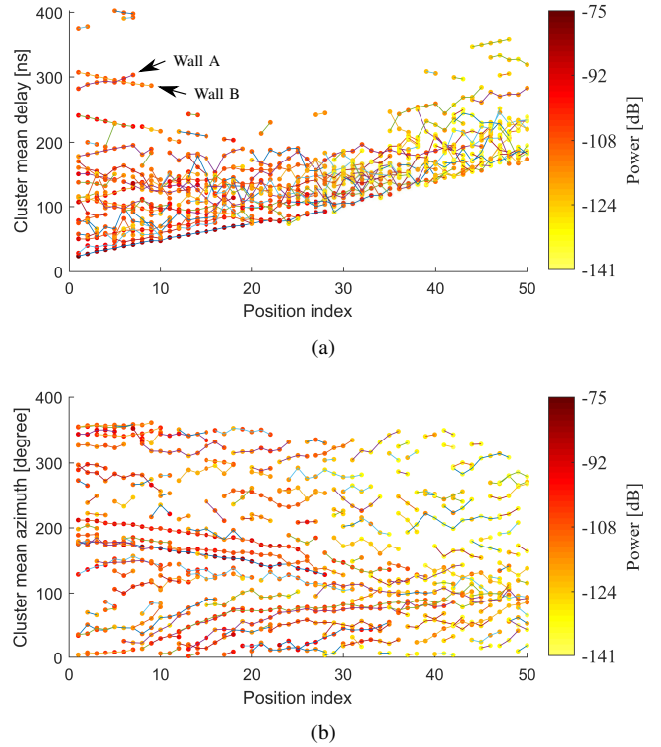 400
300
200
100
0
Cluster mean delay [ns]
Wall A
Wall B
0 10 20 30 40 50
Position index
-75
-92
-108
-124
-141
Power [dB]
(a)
400
300
200
100
0
Cluster mean azimuth [degree]
0 10 20 30 40 50
Position index
-75
-92
-108
-124
-141
Power [dB]
(b)